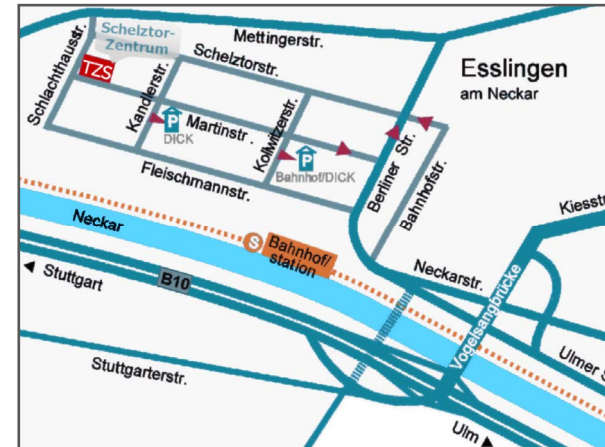 Schelztor-
Zentrum
TZS
Schlachthausstr.
Mettingerstr.
Schelztorstr.
Kandlerstr.
P
DICK
Martinstr.
Kollwitzerstr.
P
Bahnhof/DICK
Fleischmannstr.
Berliner Str.
Bahnhofstr.
Esslingen
am Neckar
Kiesstr
Neckar
S
Bahnhof/
station
Neckarstr.
Stuttgart
B10
Vogelsangbrücke
Ulmer S
Stuttgarterstr.
Ulm